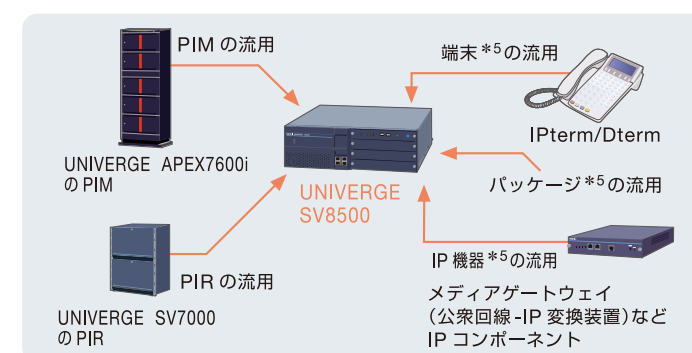 PIM の流用
UNIVERGE APEX7600i
の PIM
UNIVERGE
SV8500
PIR の流用
UNIVERGE SV7000
の PIR
端末*5の流用
IPterm/Dterm
パッケージ*5の流用
IP 機器*5の流用
メディアゲートウェイ
(公衆回線-IP 変換装置)など
IP コンポーネント